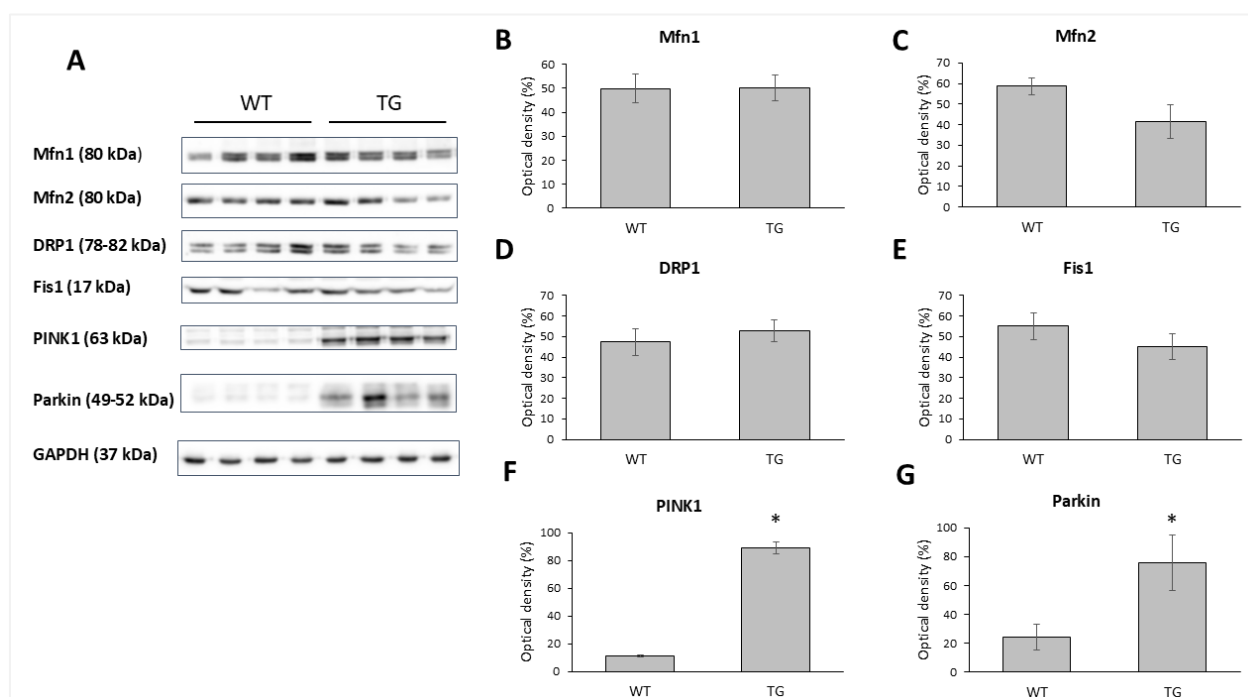 A
WT TG
Mfn1 (80 kDa)
Mfn2 (80 kDa)
DRP1 (78-82 kDa)
Fis1 (17 kDa)
PINK1 (63 kDa)
Parkin (49-52 kDa)
GAPDH (37 kDa)
B
Mfn1
Optical density (%)
60
50
40
30
20
10
0
WT TG
C
Mfn2
Optical density (%)
70
60
50
40
30
20
10
0
WT TG
D
DRP1
Optical density (%)
70
60
50
40
30
20
10
0
WT TG
E
Fis1
Optical density (%)
70
60
50
40
30
20
10
0
WT TG
F
PINK1
*
Optical density (%)
100
80
60
40
20
0
WT TG
G
Parkin
*
Optical density (%)
100
80
60
40
20
0
WT TG